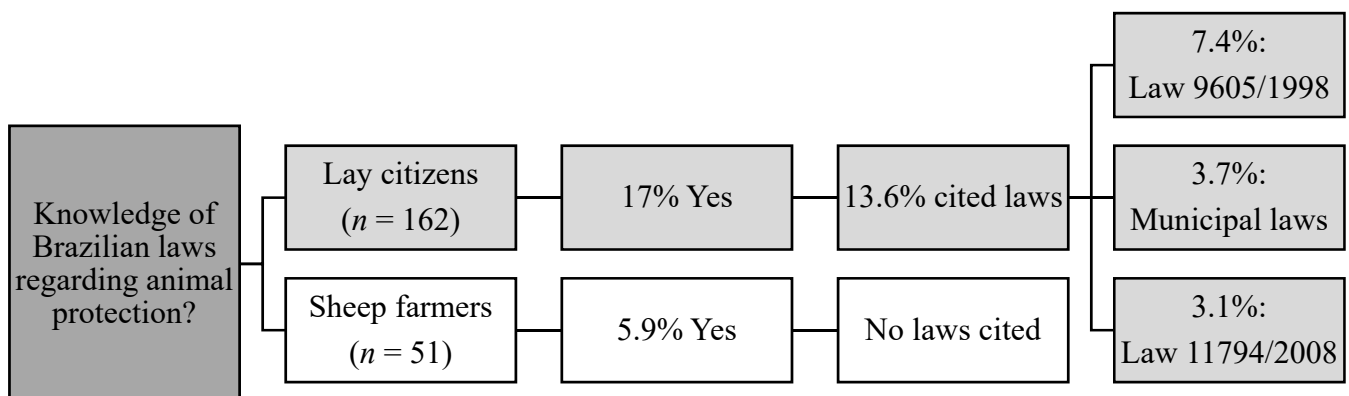 Knowledge of
Brazilian laws
regarding animal
protection?
Lay citizens
(n = 162)
17% Yes
13.6% cited laws
7.4%:
Law 9605/1998
3.7%:
Municipal laws
3.1%:
Law 11794/2008
Sheep farmers
(n = 51)
5.9% Yes
No laws cited